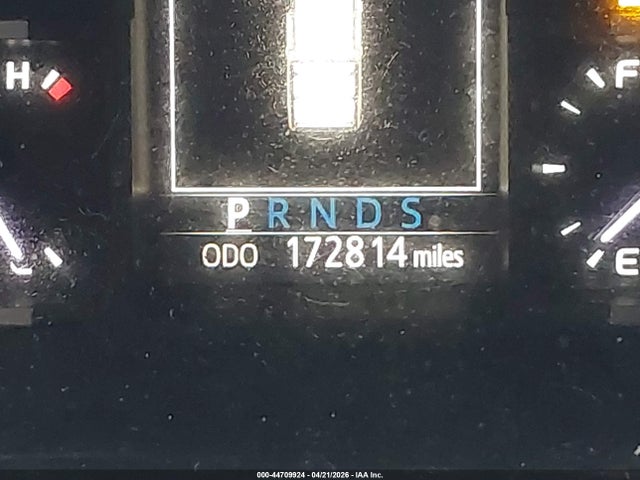 H
F
P R N D S
ODO 172814 miles
E
000-44709924 - 04/21/2026 - IAA Inc.